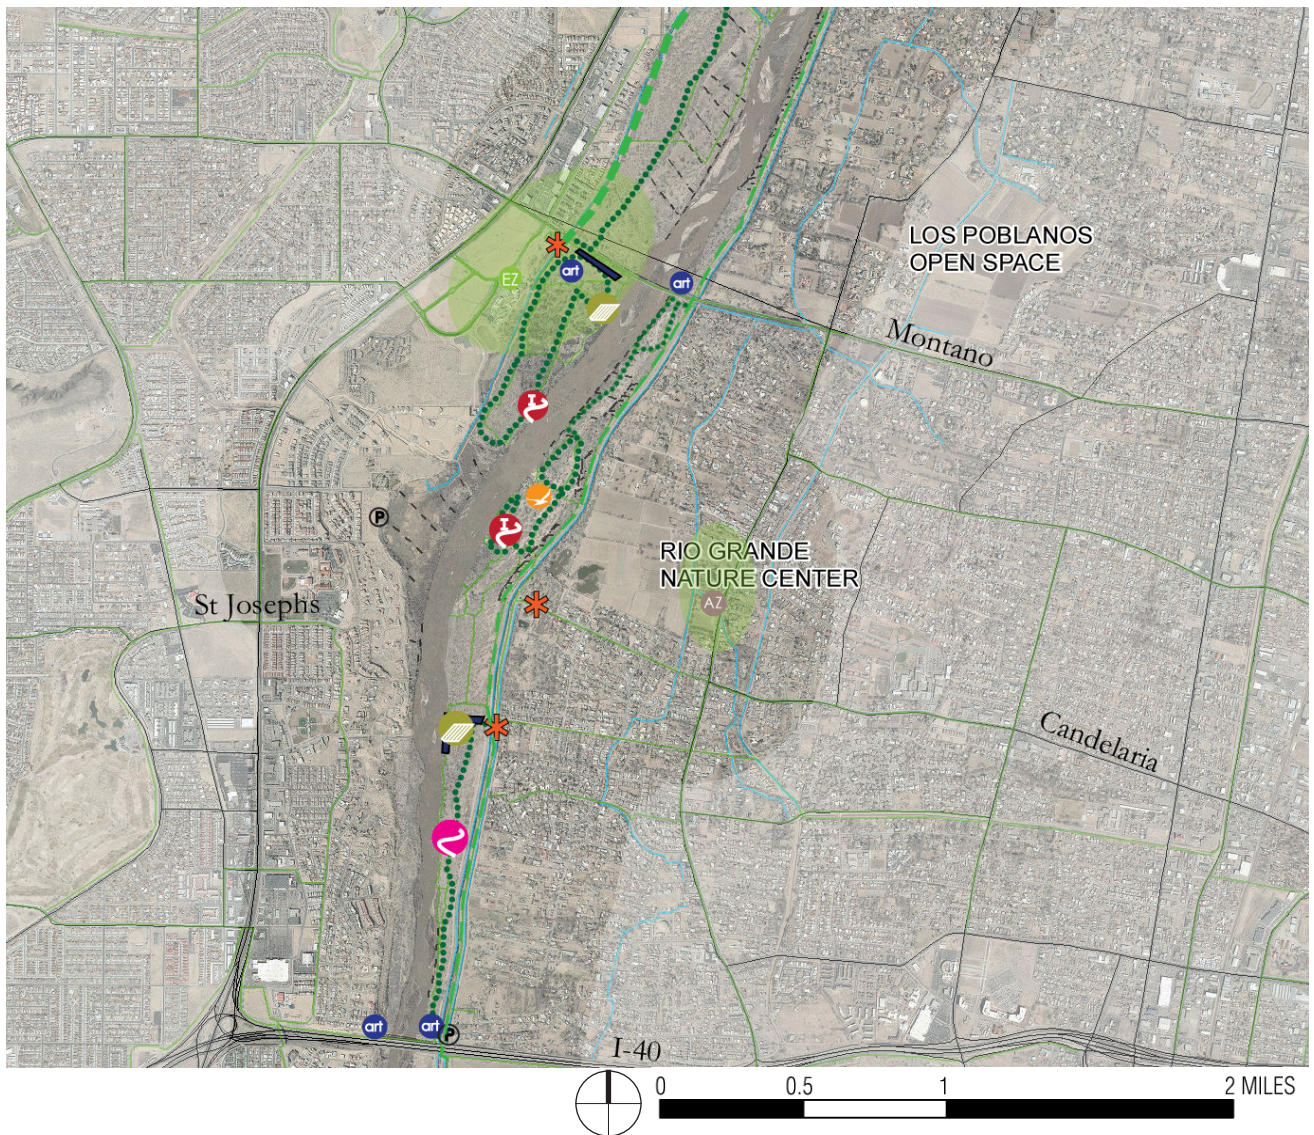 LOS POBLANOS
OPEN SPACE
art
EZ
art
Montano
P
RIO GRANDE
NATURE CENTER
AZ
St Josephs
Candelaria
art
art
P
I-40
0
0.5
1
2 MILES